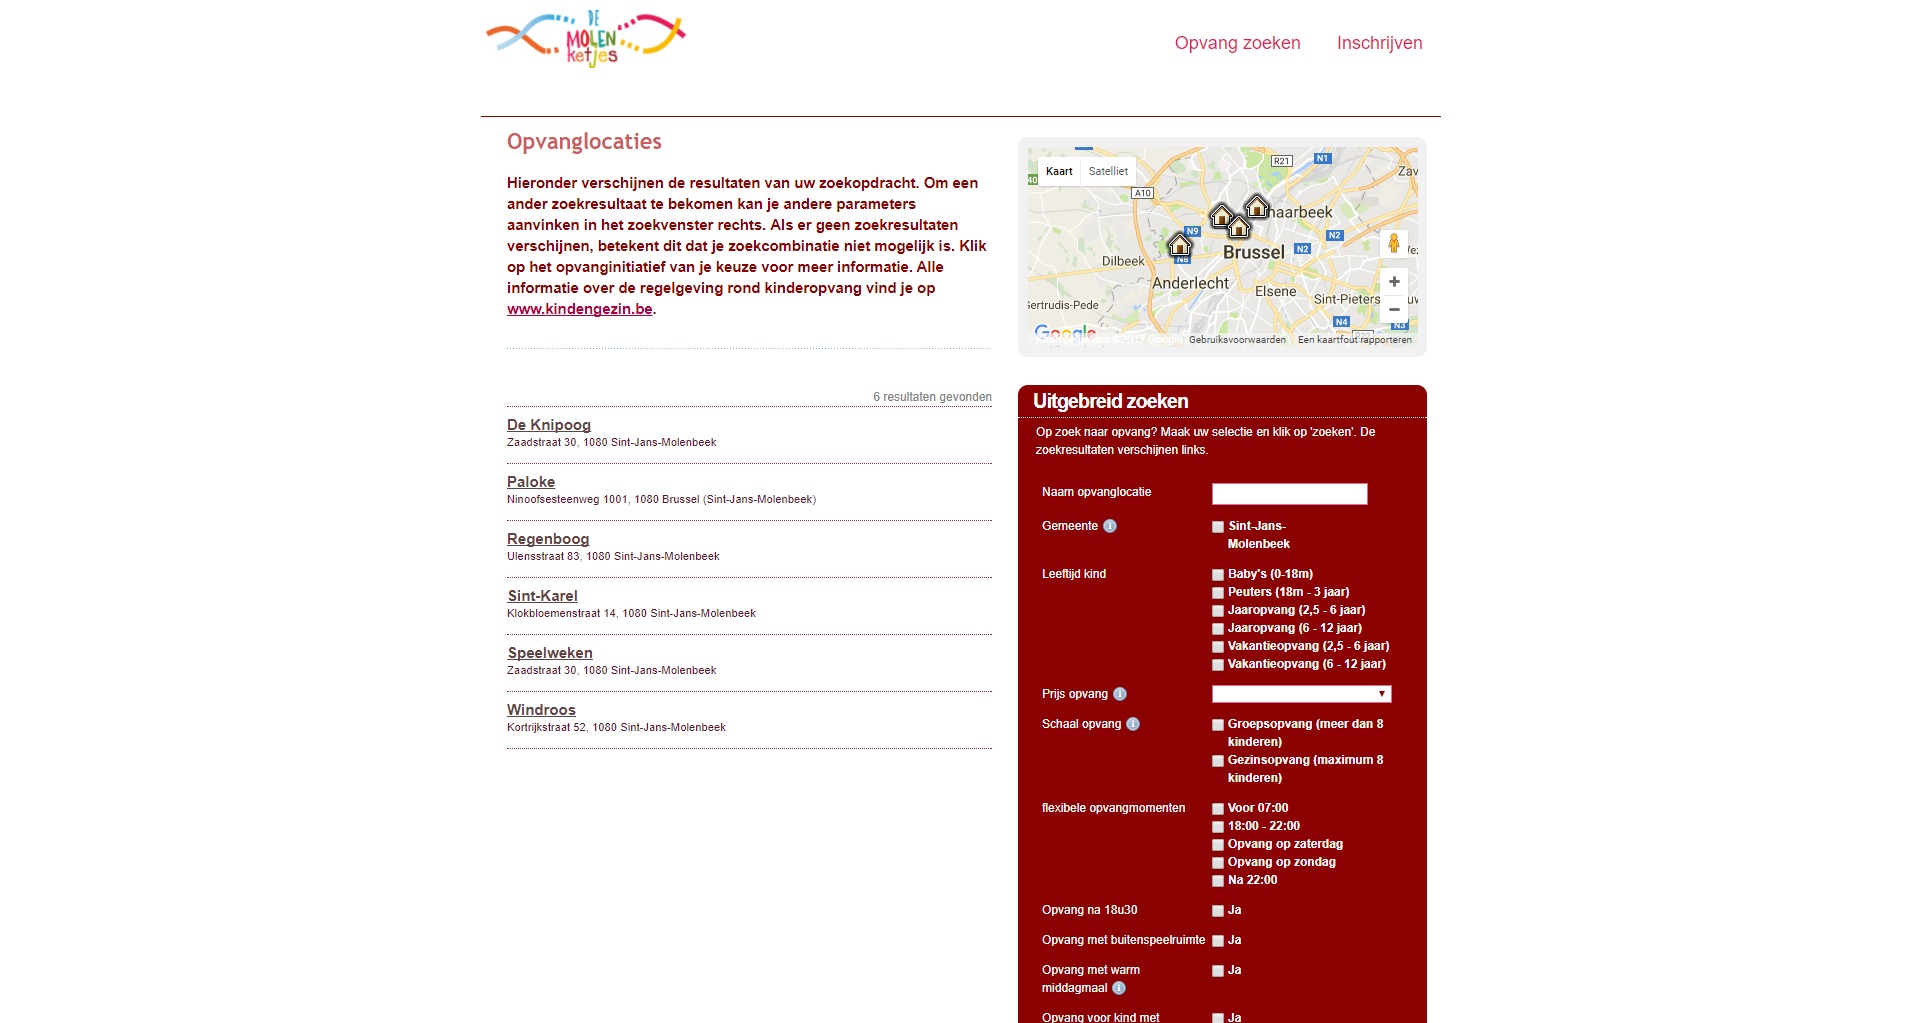 DE
MOLEN
Ketjes
Opvang zoeken
Inschrijven
Opvanglocaties
Hieronder verschijnen de resultaten van uw zoekopdracht. Om een
ander zoekresultaat te bekomen kan je andere parameters
aanvinken in het zoekvenster rechts. Als er geen zoekresultaten
verschijnen, betekent dit dat je zoekcombinatie niet mogelijk is. Klik
op het opvanginitiatief van je keuze voor meer informatie. Alle
informatie over de regelgeving rond kinderopvang vind je op
www.kindengezin.be.
6 resultaten gevonden
De Knipoog
Zaadstraat 30, 1080 Sint-Jans-Molenbeek
Paloke
Ninoofsesteenweg 1001, 1080 Brussel (Sint-Jans-Molenbeek)
Regenboog
Ulensstraat 83, 1080 Sint-Jans-Molenbeek
Sint-Karel
Klokbloemenstraat 14, 1080 Sint-Jans-Molenbeek
Speelweken
Zaadstraat 30, 1080 Sint-Jans-Molenbeek
Windroos
Kortrijkstraat 52, 1080 Sint-Jans-Molenbeek
Kaart Satelliet
R21
N1
Zav
40
A10
haarbeek
N9
N2
N2
Brussel
N8
Dilbeek
Anderlecht
Elsene
Sint-Pieters
Gertrudis-Pede
N4
N3
Google
©2017 Google
Gebruiksvoorwaarden
Een kaartfout rapporteren
Uitgebreid zoeken
Op zoek naar opvang? Maak uw selectie en klik op 'zoeken'. De
zoekresultaten verschijnen links.
Naam opvanglocatie
Gemeente
Sint-Jans-
Molenbeek
Leeftijd kind
Baby's (0-18m)
Peuters (18m - 3 jaar)
Jaaropvang (2,5 - 6 jaar)
Jaaropvang (6 - 12 jaar)
Vakantieopvang (2,5 - 6 jaar)
Vakantieopvang (6 - 12 jaar)
Prijs opvang
Schaal opvang
Groepsopvang (meer dan 8
kinderen)
Gezinsopvang (maximum 8
kinderen)
flexibele opvangmomenten
Voor 07:00
18:00 - 22:00
Opvang op zaterdag
Opvang op zondag
Na 22:00
Opvang na 18u30
Ja
Opvang met buitenspeelruimte
Ja
Opvang met warm
middagmaal
Ja
Opvang voor kind met
Ja